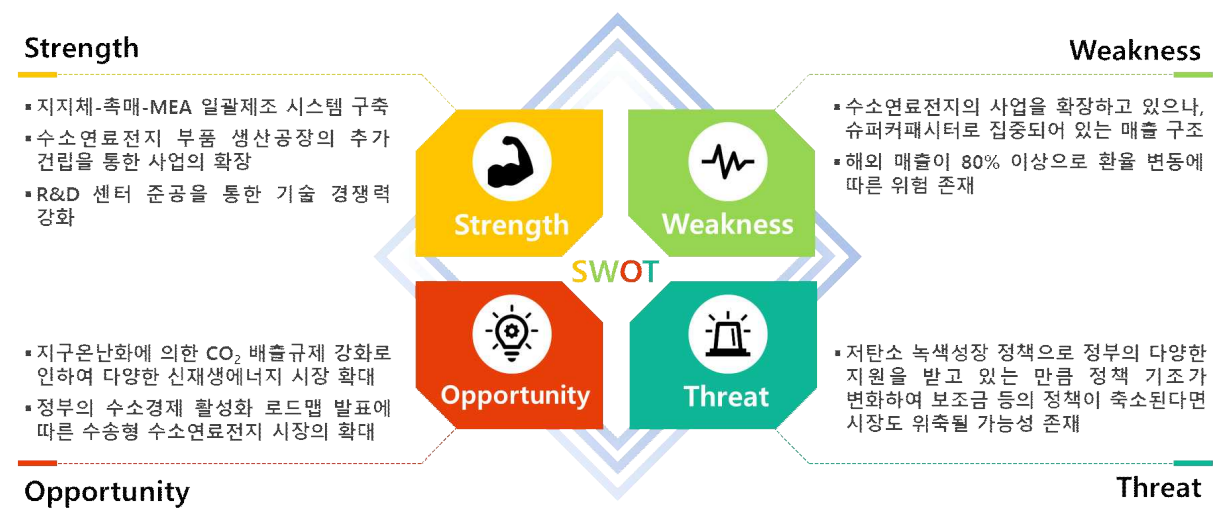 Strength
▪지지체-촉매-MEA 일괄제조 시스템 구축
▪수소연료전지 부품 생산공장의 추가
건립을 통한 사업의 확장
▪R&D 센터 준공을 통한 기술 경쟁력
강화
Weakness
▪수소연료전지의 사업을 확장하고 있으나,
슈퍼커패시터로 집중되어 있는 매출 구조
▪해외 매출이 80% 이상으로 환율 변동에
따른 위험 존재
Strength
Weakness
SWOT
Opportunity
Threat
▪지구온난화에 의한 CO₂ 배출규제 강화로
인하여 다양한 신재생에너지 시장 확대
▪정부의 수소경제 활성화 로드맵 발표에
따른 수송형 수소연료전지 시장의 확대
Opportunity
▪저탄소 녹색성장 정책으로 정부의 다양한
지원을 받고 있는 만큼 정책 기조가
변화하여 보조금 등의 정책이 축소된다면
시장도 위축될 가능성 존재
Threat